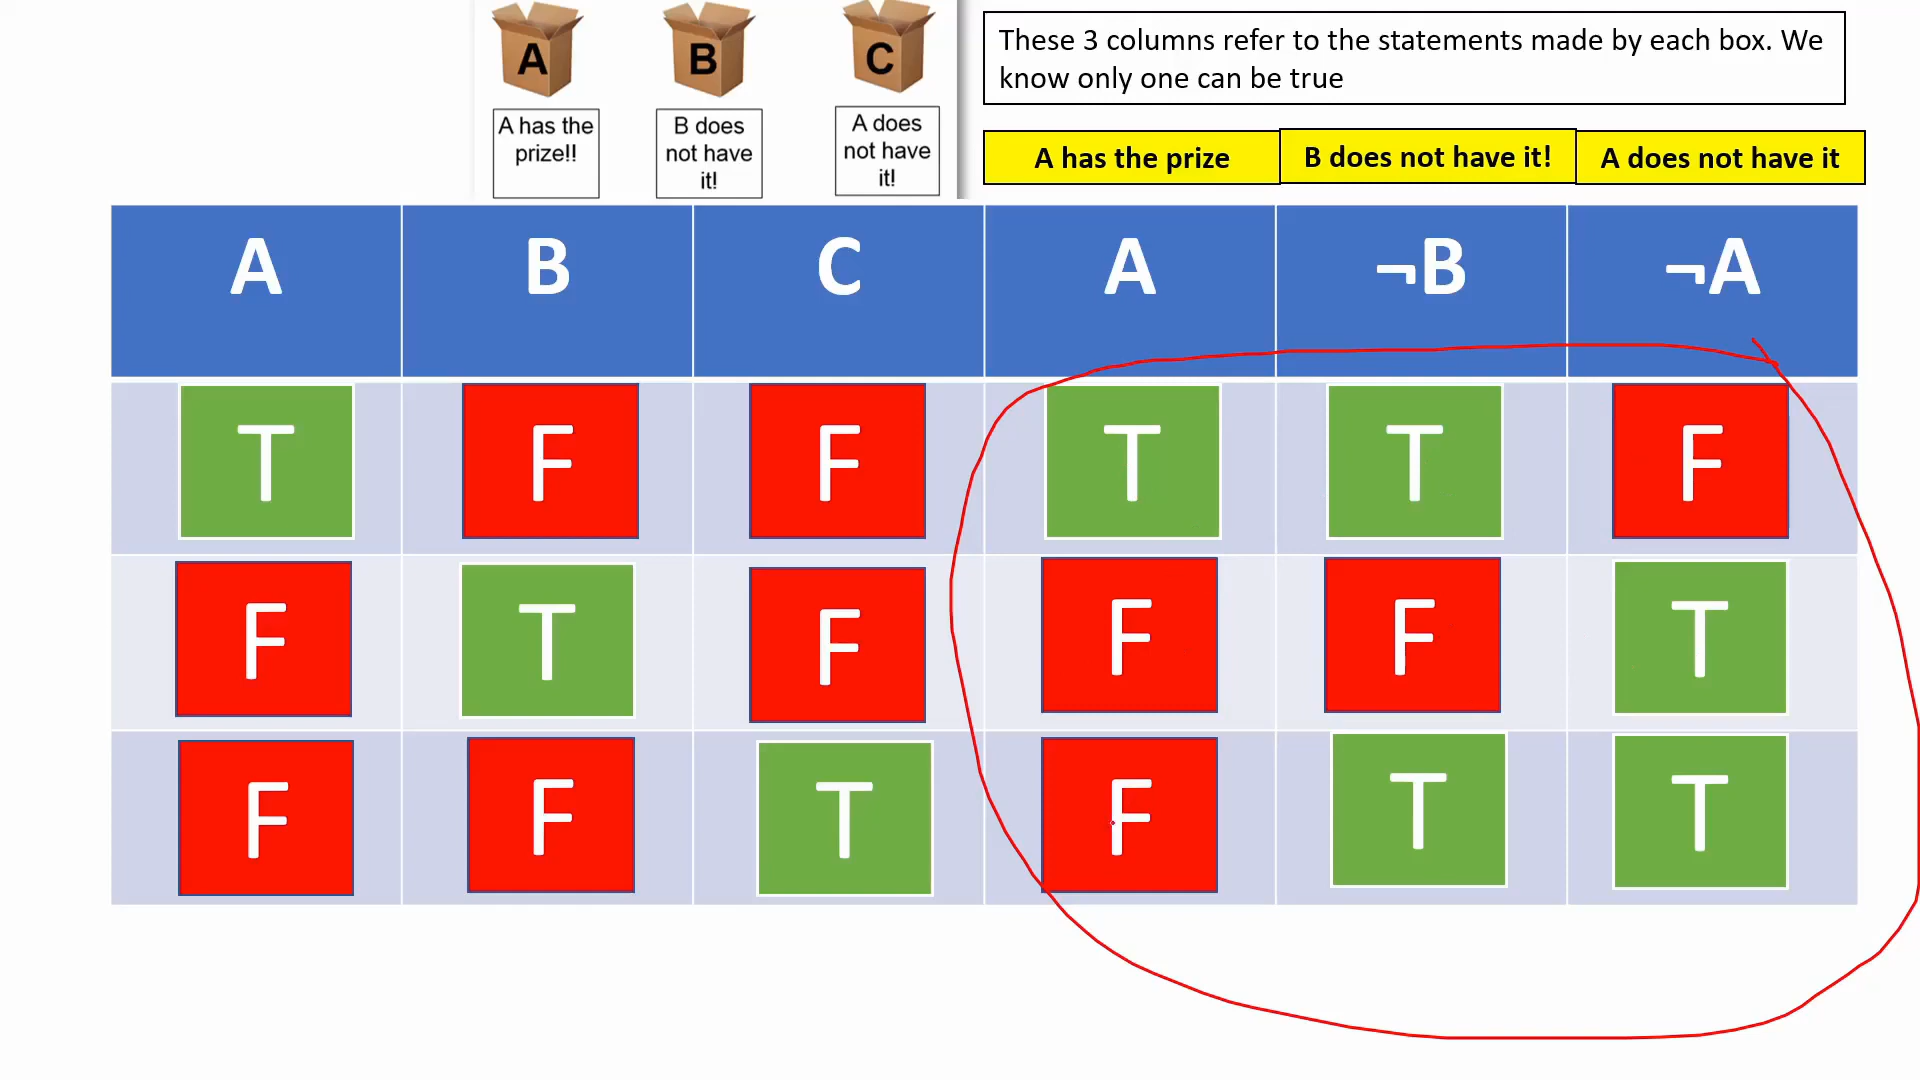 A
B
C
A has the
prize!!
B does
not have
it!
A does
not have
it!
These 3 columns refer to the statements made by each box. We
know only one can be true
A has the prize
B does not have it!
A does not have it
A B C A ¬B ¬A
T F F T T F
F T F F F T
F F T F T T